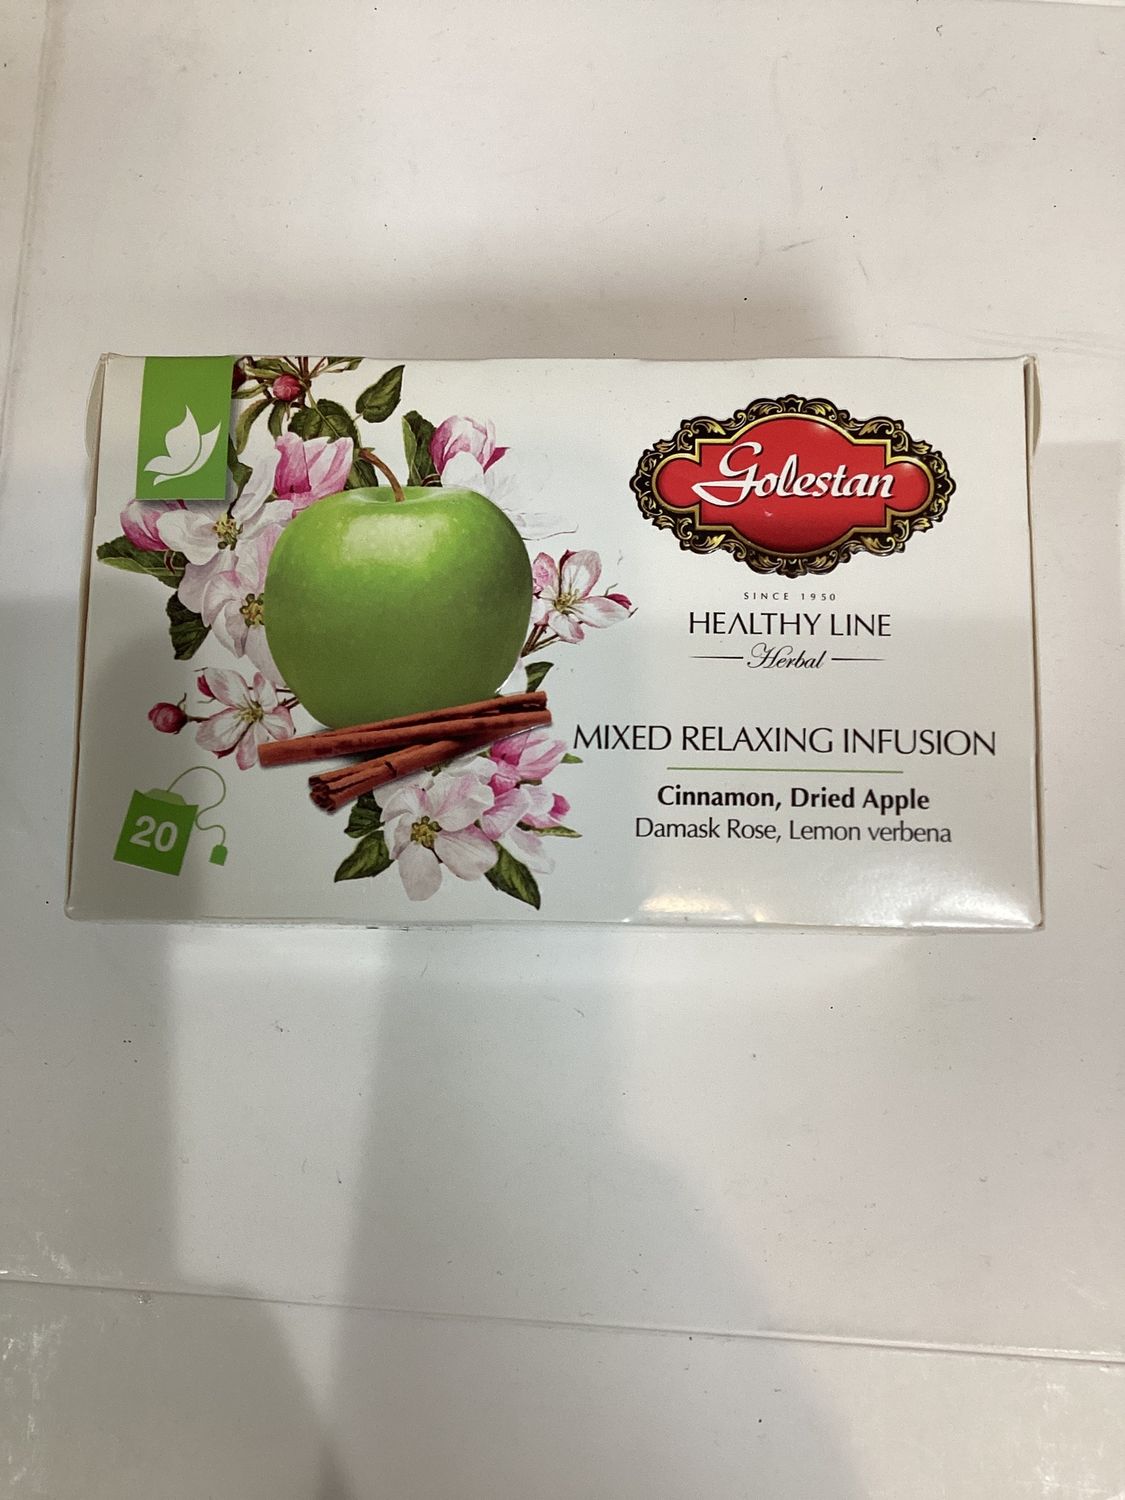 Golestan
SINCE 1950
HEALTHY LINE
Herbal
MIXED RELAXING INFUSION
Cinnamon, Dried Apple
Damask Rose, Lemon verbena
20